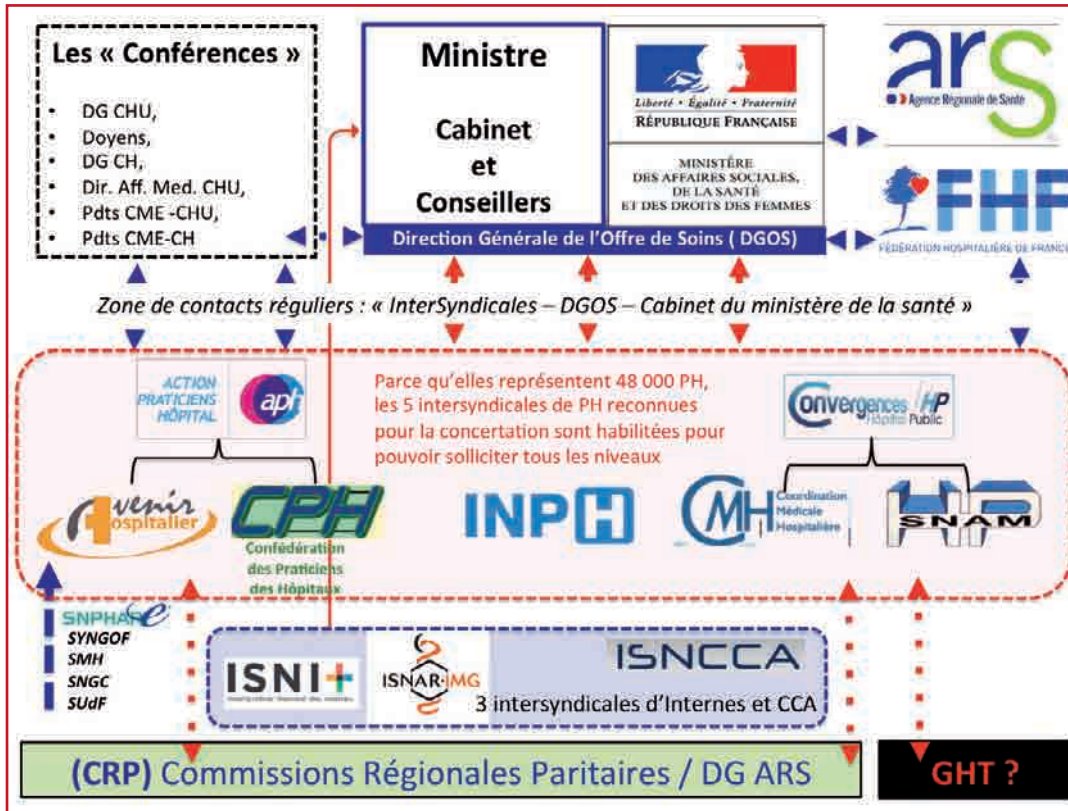 Les « Conférences »
• DG CHU,
• Doyens,
• DG CH,
• Dir. Aff. Med. CHU,
• Pdts CME -CHU,
• Pdts CME-CH
Ministre
Cabinet
et
Conseillers
Liberté • Égalité • Fraternité
RÉPUBLIQUE FRANÇAISE
MINISTÈRE
DES AFFAIRES SOCIALES,
DE LA SANTÉ
ET DES DROITS DES FEMMES
Direction Générale de l'Offre de Soins ( DGOS)
ars
Agence Régionale de Santé
FHF
FÉDÉRATION HOSPITALIÈRE DE FRANCE
Zone de contacts réguliers : « InterSyndicales – DGOS – Cabinet du ministère de la santé »
ACTION
PRATICIENS
HÔPITAL
aph
Parce qu'elles représentent 48 000 PH,
les 5 intersyndicales de PH reconnues
pour la concertation sont habilitées pour
pouvoir solliciter tous les niveaux
Convergences HP
Hôpital Public
Avenir
Hospitalier
CPH
Confédération
des Praticiens
des Hôpitaux
INPH
CMH
Coordination
Médicale
Hospitalière
SNAM HP
SNPHARe
SYNGOF
SMH
SNGC
SUdF
ISNI+
ISNAR-IMG
ISNCCA
3 intersyndicales d'Internes et CCA
(CRP) Commissions Régionales Paritaires / DG ARS
GHT ?